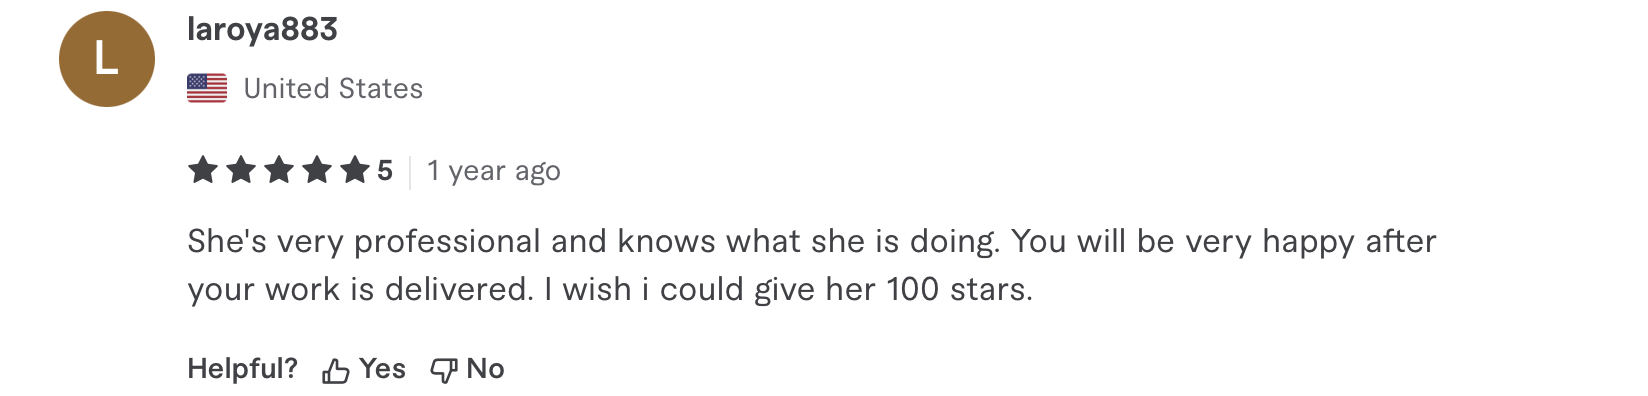 L
laroya883
United States
5 1 year ago
She's very professional and knows what she is doing. You will be very happy after
your work is delivered. I wish i could give her 100 stars.
Helpful? Yes No